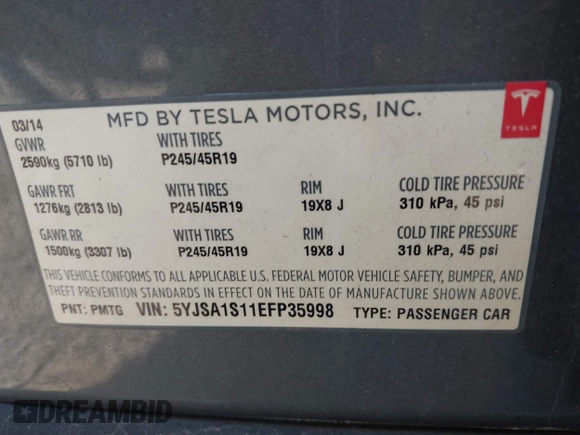 MFD BY TESLA MOTORS, INC.
TESLA
03/14
GVWR WITH TIRES
2590kg (5710 lb) P245/45R19
GAWR FRT WITH TIRES RIM COLD TIRE PRESSURE
1276kg (2813 lb) P245/45R19 19X8 J 310 kPa, 45 psi
GAWR RR WITH TIRES RIM COLD TIRE PRESSURE
1500kg (3307 lb) P245/45R19 19X8 J 310 kPa, 45 psi
THIS VEHICLE CONFORMS TO ALL APPLICABLE U.S. FEDERAL MOTOR VEHICLE SAFETY, BUMPER, AND
THEFT PREVENTION STANDARDS IN EFFECT ON THE DATE OF MANUFACTURE SHOWN ABOVE.
PNT: PMTG VIN: 5YJSA1S11EFP35998 TYPE: PASSENGER CAR
DREAMBID